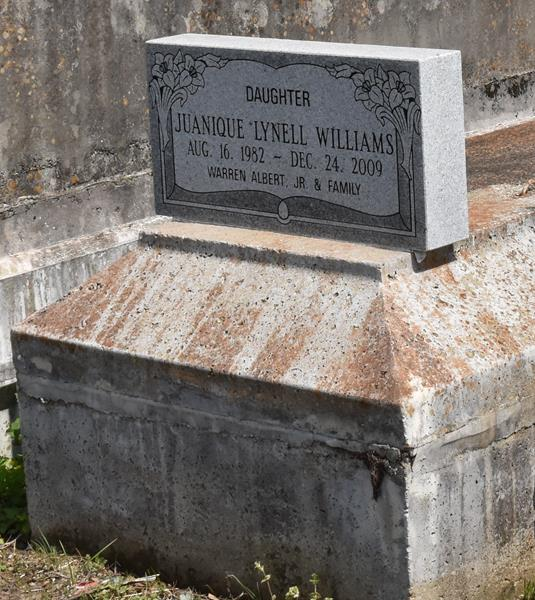 DAUGHTER
JUANIQUE 'LYNELL WILLIAMS
AUG. 16. 1982 ~ DEC. 24. 2009
WARREN ALBERT, JR. & FAMILY